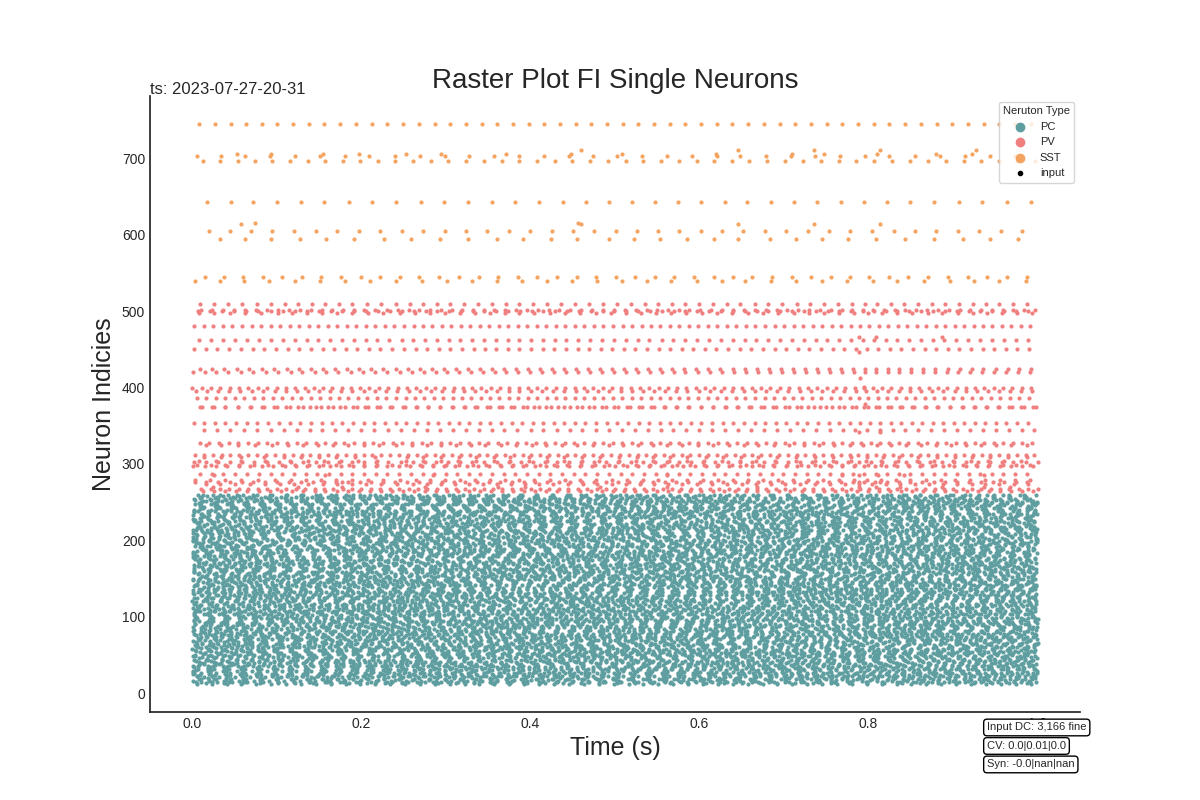 Raster Plot FI Single Neurons
ts: 2023-07-27-20-31
Neruton Type
PC
PV
SST
input
Neuron Indicies
700
600
500
400
300
200
100
0
0.0 0.2 0.4 0.6 0.8
Time (s)
Input DC: 3,166 fine
CV: 0.0|0.01|0.0
Syn: -0.0|nan|nan